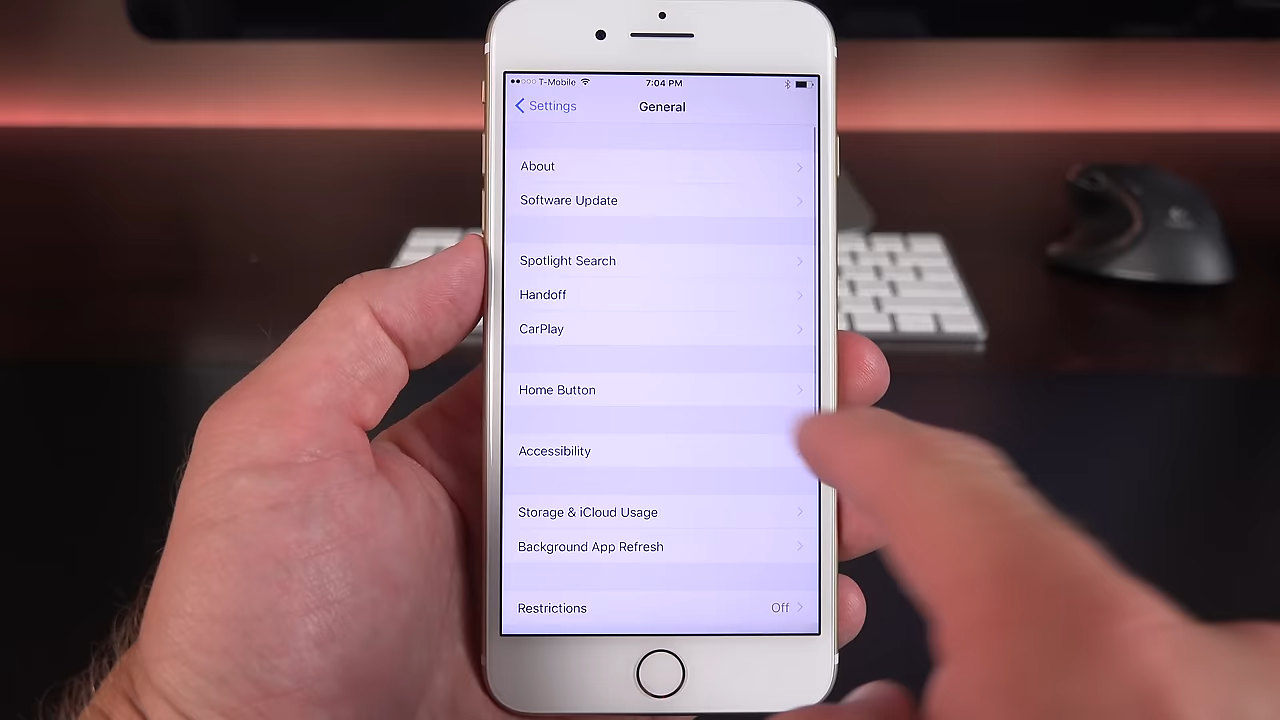 T-Mobile 7:04 PM
Settings General
About
Software Update
Spotlight Search
Handoff
CarPlay
Home Button
Accessibility
Storage & iCloud Usage
Background App Refresh
Restrictions Off